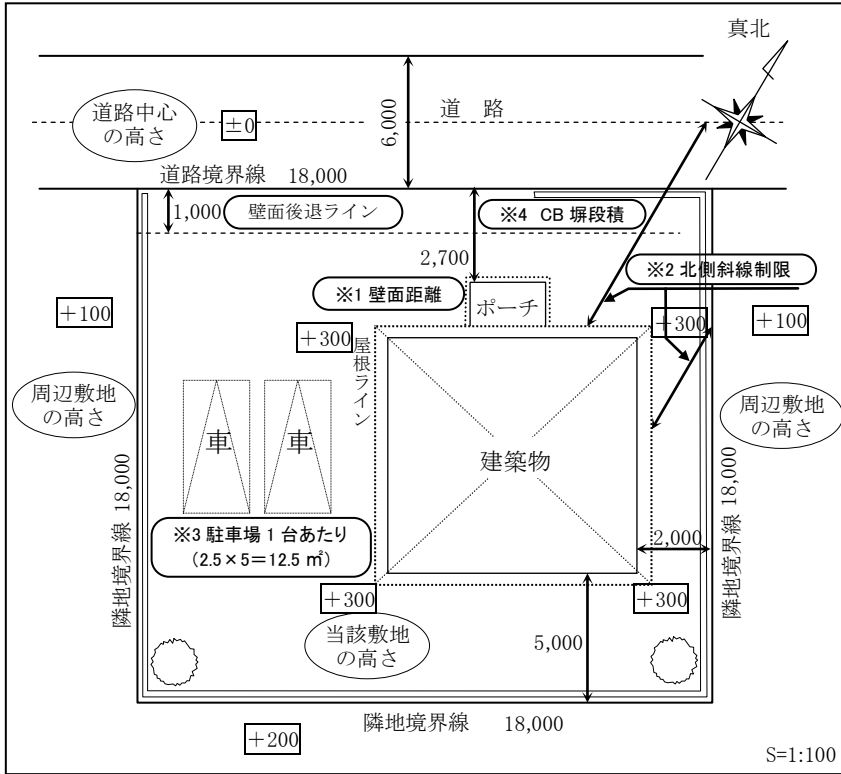 真北
道路中心
の高さ
±0
6,000
道 路
道路境界線 18,000
1,000
壁面後退ライン
※4 CB 塀段積
2,700
※2 北側斜線制限
※1 壁面距離
ポーチ
+100
+300
屋根ライン
+300
+100
周辺敷地
の高さ
車
車
建築物
周辺敷地
の高さ
隣地境界線 18,000
※3 駐車場 1 台あたり
(2.5×5=12.5 ㎡)
2,000
隣地境界線 18,000
+300
+300
当該敷地
の高さ
5,000
隣地境界線 18,000
+200
S=1:100